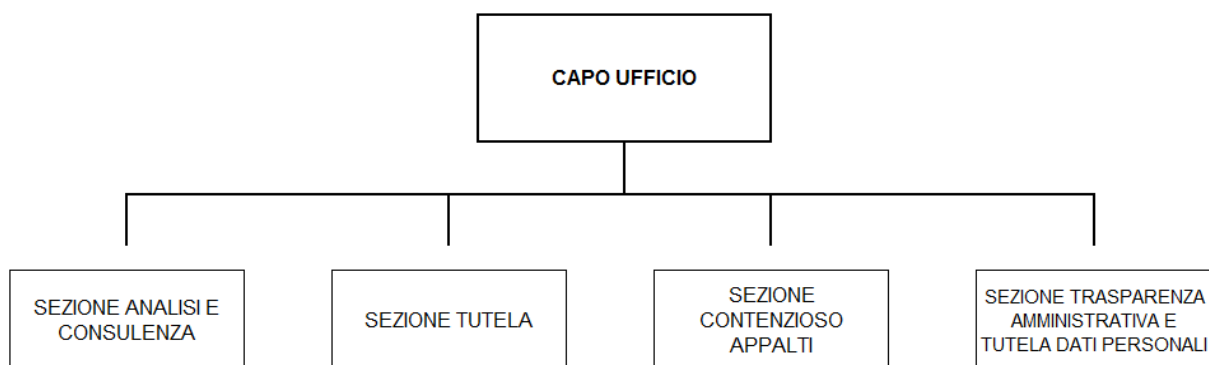 CAPO UFFICIO
SEZIONE ANALISI E
CONSULENZA
SEZIONE TUTELA
SEZIONE
CONTENZIOSO
APPALTI
SEZIONE TRASPARENZA
AMMINISTRATIVA E
TUTELA DATI PERSONALI